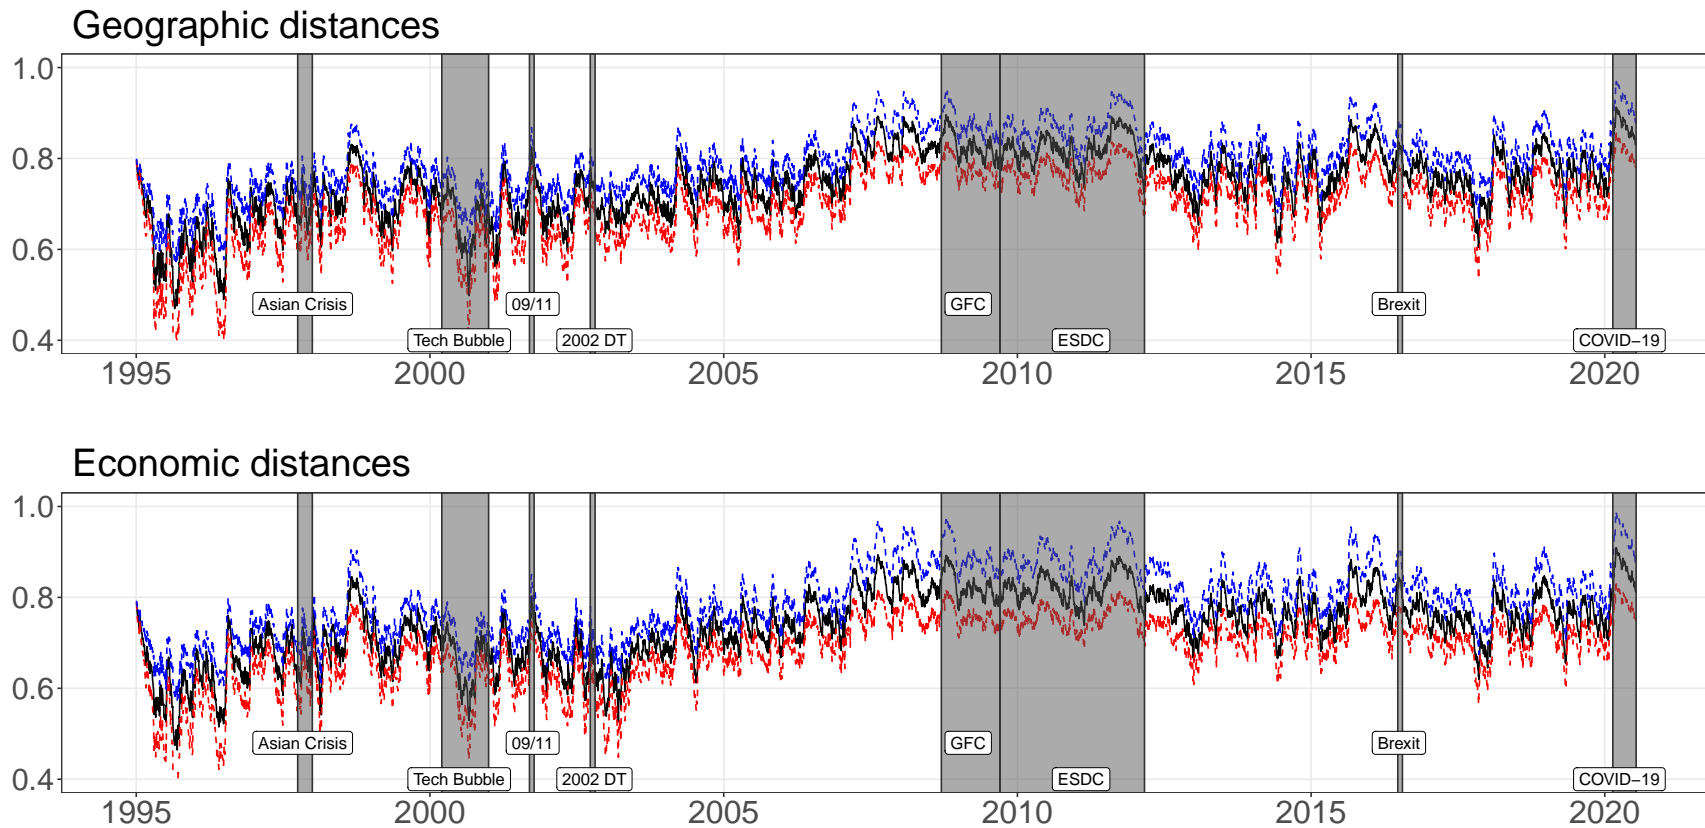 Geographic distances
1.0
0.8
0.6
0.4
Asian Crisis
09/11
GFC
Brexit
Tech Bubble
2002 DT
ESDC
COVID−19
1995
2000
2005
2010
2015
2020
Economic distances
1.0
0.8
0.6
0.4
Asian Crisis
09/11
GFC
Brexit
Tech Bubble
2002 DT
ESDC
COVID−19
1995
2000
2005
2010
2015
2020